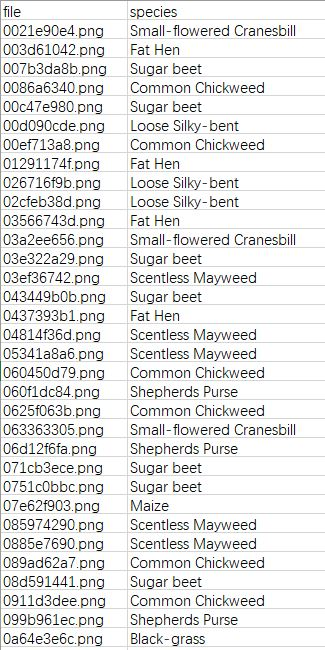 file species
0021e90e4.png Small-flowered Cranesbill
003d61042.png Fat Hen
007b3da8b.png Sugar beet
0086a6340.png Common Chickweed
00c47e980.png Sugar beet
00d090cde.png Loose Silky-bent
00ef713a8.png Common Chickweed
01291174f.png Fat Hen
026716f9b.png Loose Silky-bent
02cfeb38d.png Loose Silky-bent
03566743d.png Fat Hen
03a2ee656.png Small-flowered Cranesbill
03e322a29.png Sugar beet
03ef36742.png Scentless Mayweed
043449b0b.png Sugar beet
0437393b1.png Fat Hen
04814f36d.png Scentless Mayweed
05341a8a6.png Scentless Mayweed
060450d79.png Common Chickweed
060f1dc84.png Shepherds Purse
0625f063b.png Common Chickweed
063363305.png Small-flowered Cranesbill
06d12f6fa.png Shepherds Purse
071cb3ece.png Sugar beet
0751c0bbc.png Sugar beet
07e62f903.png Maize
085974290.png Scentless Mayweed
0885e7690.png Scentless Mayweed
089ad62a7.png Common Chickweed
08d591441.png Sugar beet
0911d3dee.png Common Chickweed
099b961ec.png Shepherds Purse
0a64e3e6c.png Black-grass